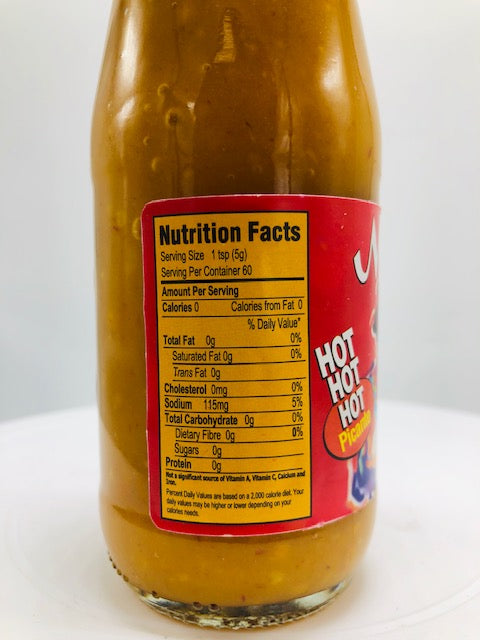 Nutrition Facts
Serving Size 1 tsp (5g)
Serving Per Container 60
Amount Per Serving
Calories 0 Calories from Fat 0
% Daily Value*
Total Fat 0g 0%
Saturated Fat 0g 0%
Trans Fat 0g
Cholesterol 0mg 0%
Sodium 115mg 5%
Total Carbohydrate 0g 0%
Dietary Fibre 0g 0%
Sugars 0g
Protein 0g
Not a significant source of Vitamin A, Vitamin C, Calcium and
Iron.
Percent Daily Values are based on a 2,000 calorie diet. Your
daily values may be higher or lower depending on your
calories needs.
HOT
HOT
HOT
Picante